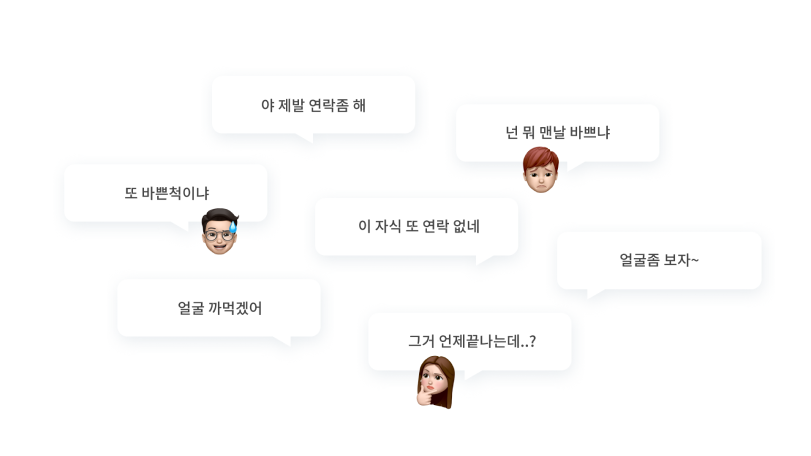 야 제발 연락좀 해
넌 뭐 맨날 바쁘냐
또 바쁜척이냐
이 자식 또 연락 없네
얼굴좀 보자~
얼굴 까먹겠어
그거 언제끝나는데..?